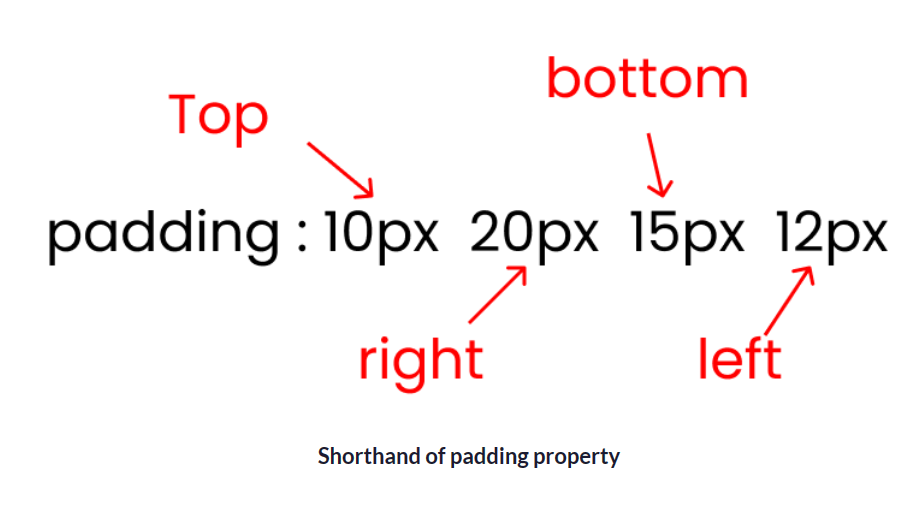 Top
bottom
padding : 10px 20px 15px 12px
right
left
Shorthand of padding property